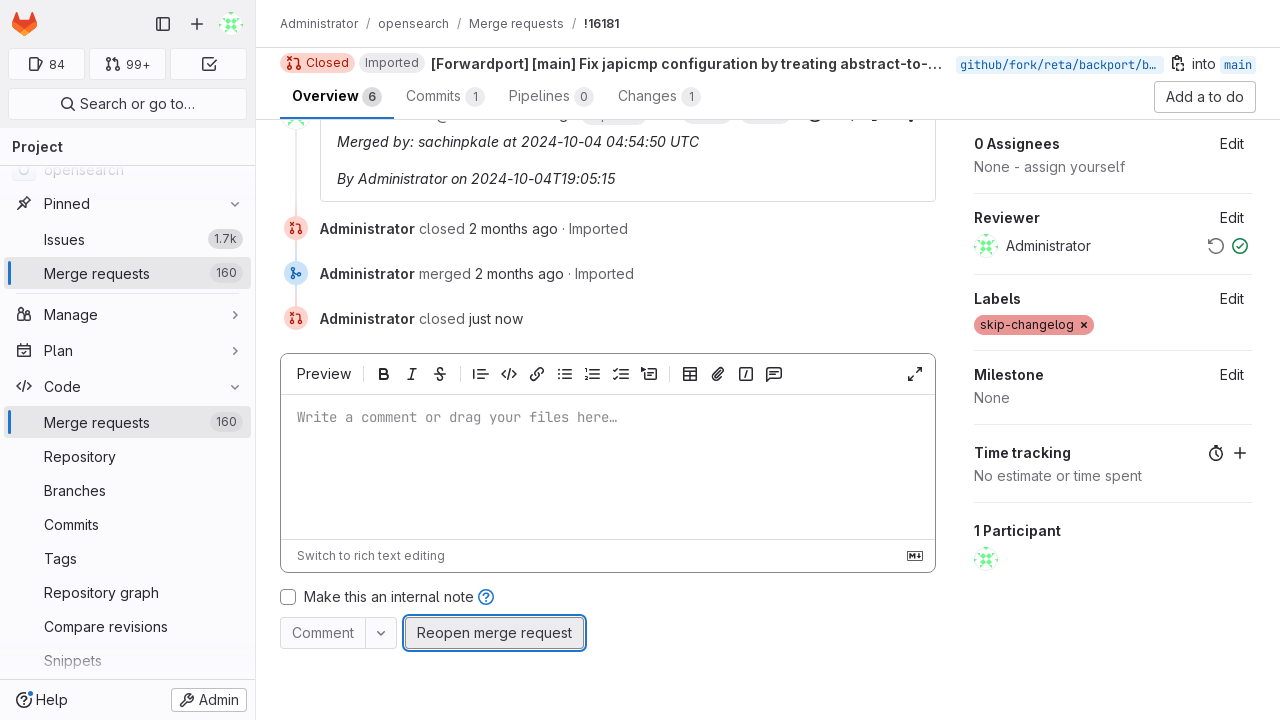 84
99+
Search or go to…
Project
opensearch
Pinned
Issues
1.7k
Merge requests
160
Manage
Plan
Code
Merge requests
160
Repository
Branches
Commits
Tags
Repository graph
Compare revisions
Snippets
Help
Admin
Administrator / opensearch / Merge requests / !16181
Closed Imported [Forwardport] [main] Fix japicmp configuration by treating abstract-to-… github/fork/reta/backport/b… into main
Overview 6 Commits 1 Pipelines 0 Changes 1 Add a to do
Merged by: sachinpkale at 2024-10-04 04:54:50 UTC
By Administrator on 2024-10-04T19:05:15
Administrator closed 2 months ago · Imported
Administrator merged 2 months ago · Imported
Administrator closed just now
Preview
Write a comment or drag your files here…
Switch to rich text editing
Make this an internal note
Comment
Reopen merge request
0 Assignees Edit
None - assign yourself
Reviewer Edit
Administrator
Labels Edit
skip-changelog ×
Milestone Edit
None
Time tracking
No estimate or time spent
1 Participant